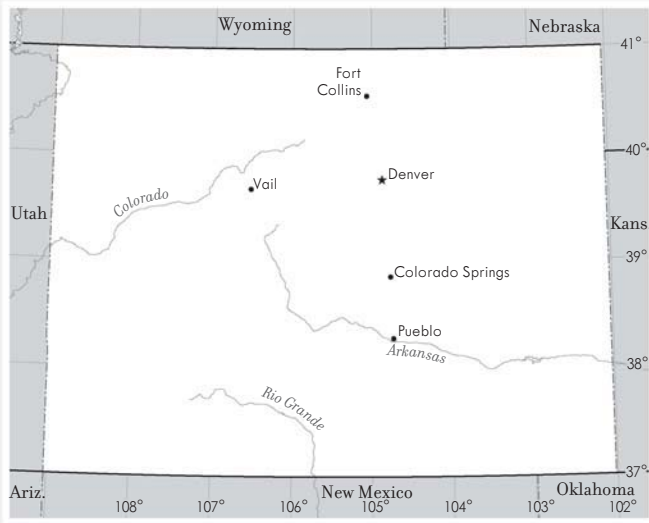 Wyoming
Nebraska
41°
Fort
Collins
40°
Denver
Vail
Colorado
Utah
Kans
39°
Colorado Springs
Pueblo
Arkansas
38°
Rio Grande
37°
Ariz.
New Mexico
Oklahoma
108°
107°
106°
105°
104°
103°
102°